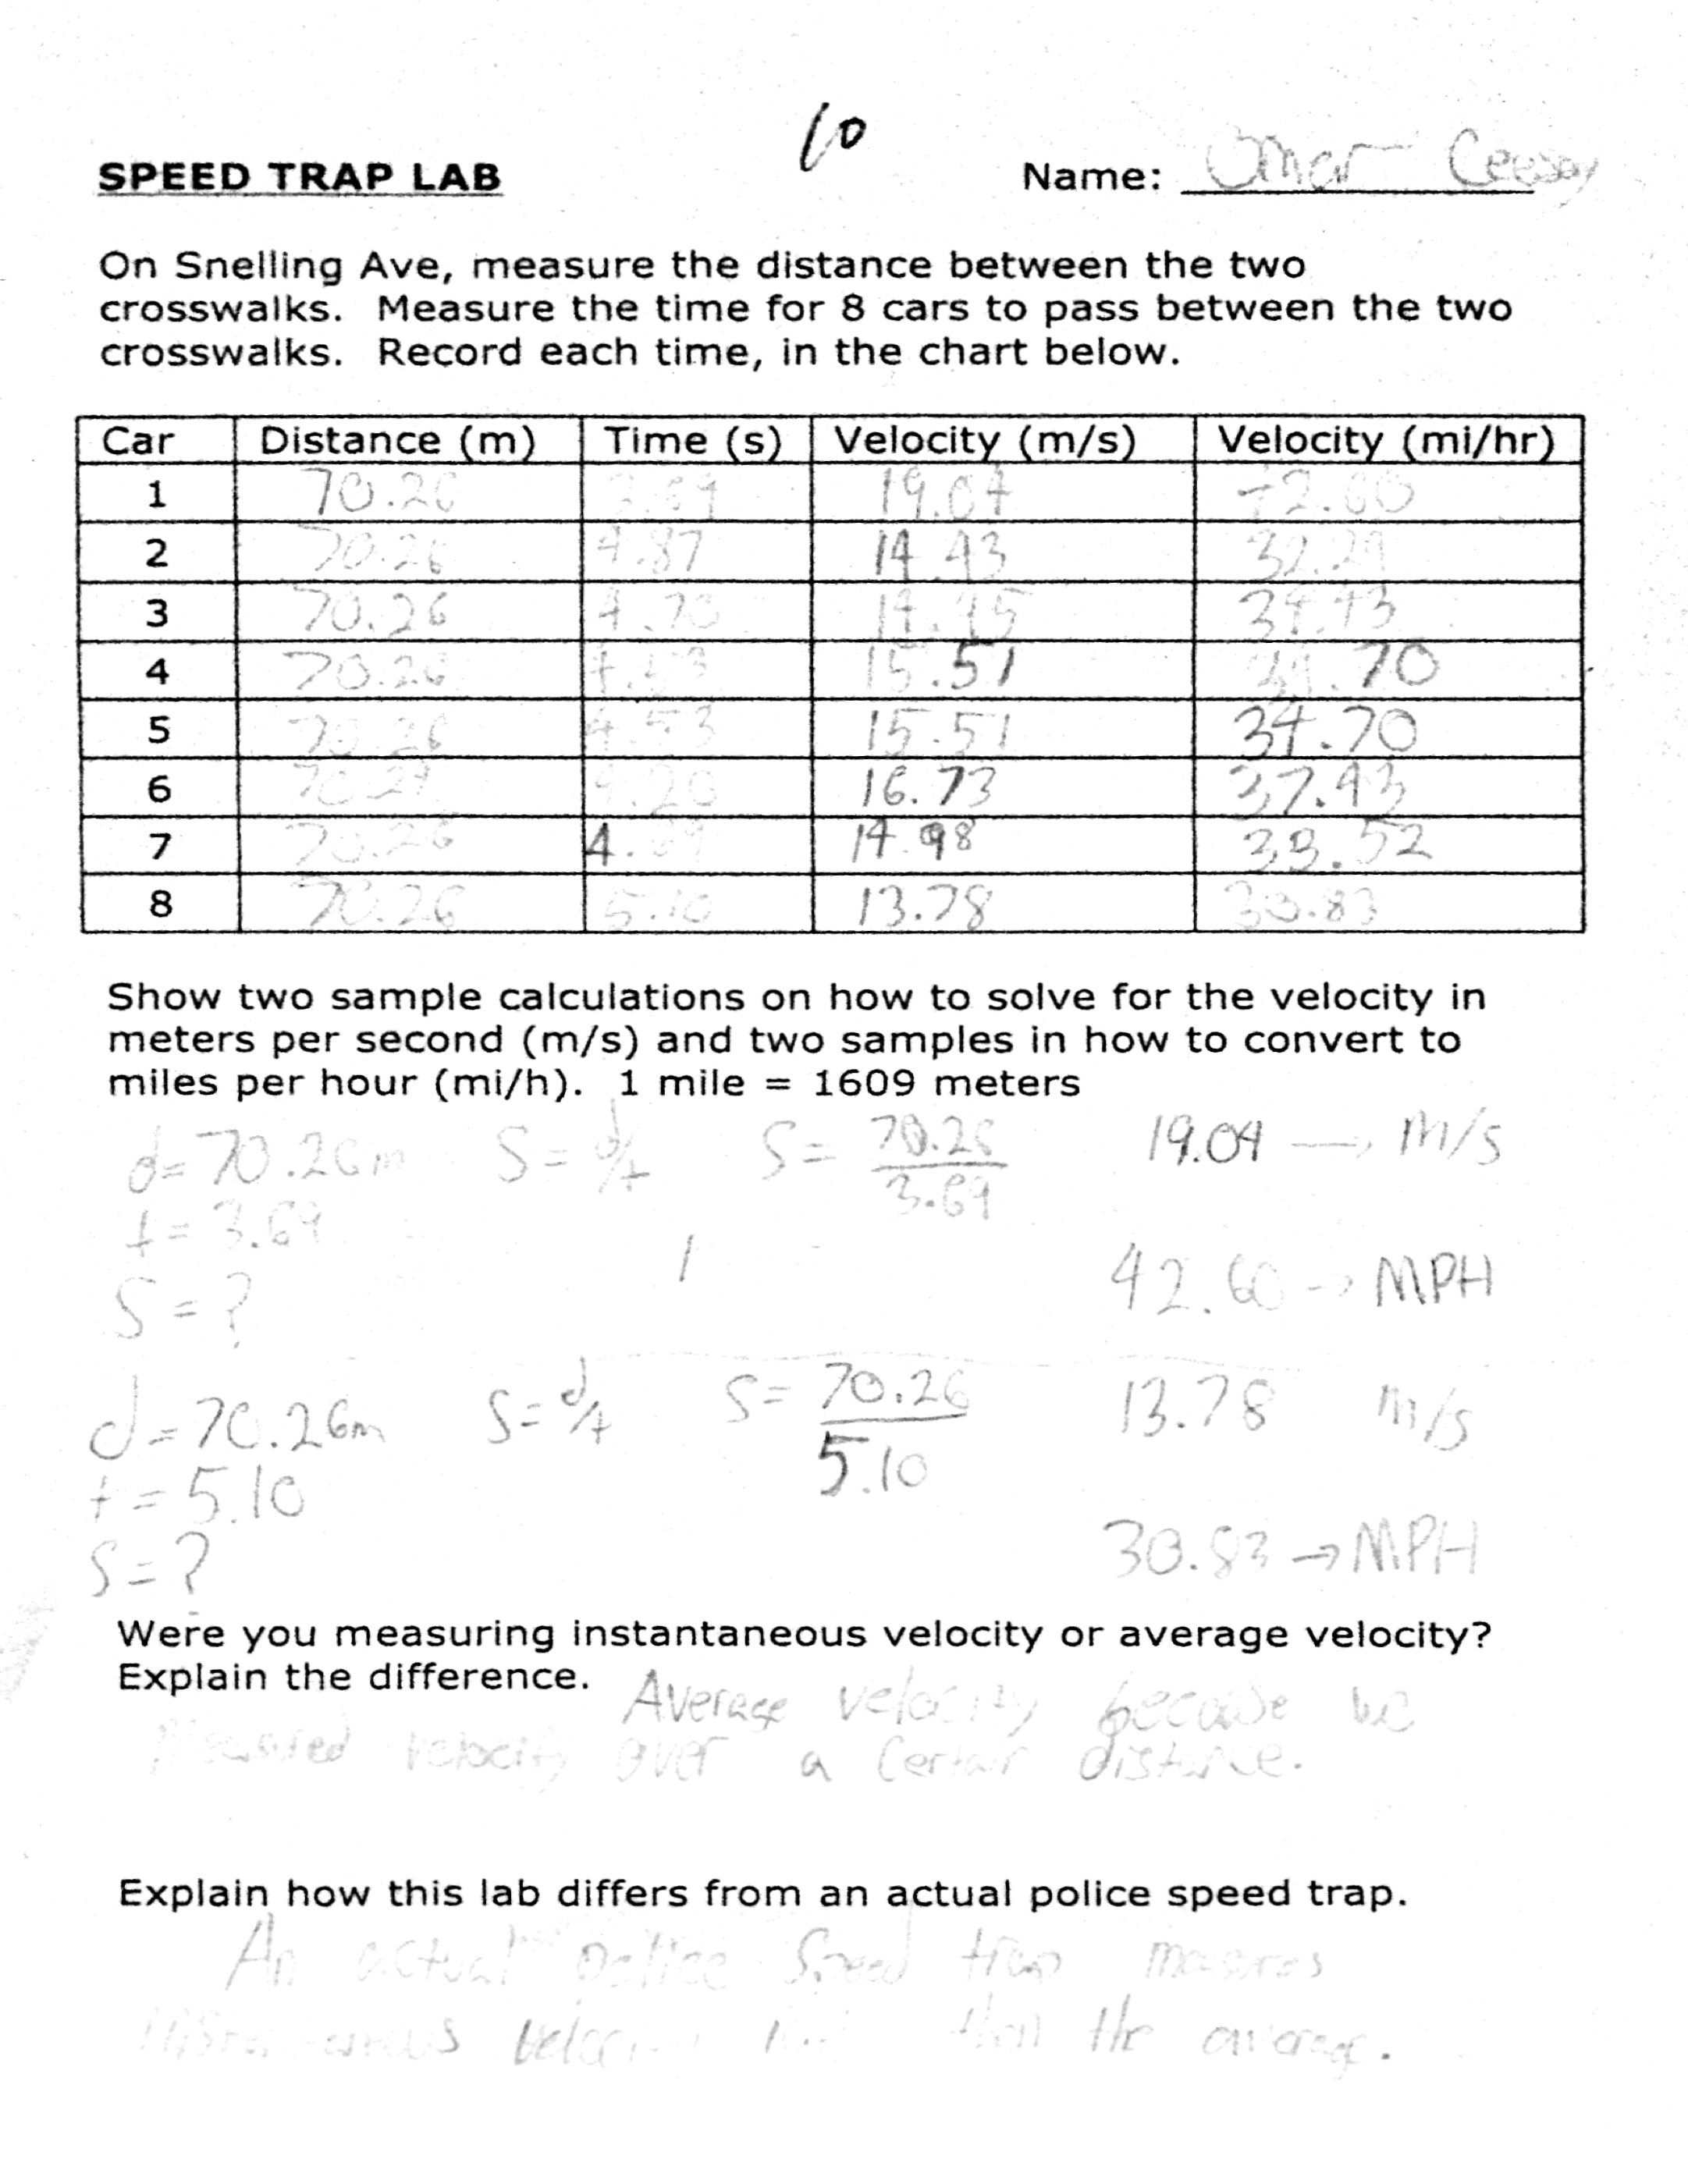 10
SPEED TRAP LAB Name: Omar Ceesay
On Snelling Ave, measure the distance between the two
crosswalks. Measure the time for 8 cars to pass between the two
crosswalks. Record each time, in the chart below.
Car Distance (m) Time (s) Velocity (m/s) Velocity (mi/hr)
1 70.26 3.69 19.04 42.60
2 70.26 4.87 14.43 32.29
3 70.26 4.70 14.95
4 70.26 4.53 15.51 34.70
5 70.26 4.53 15.51 34.70
6 4.20 16.73 37.43
7 70.26 4.69 14.98 33.52
8 70.26 5.10 13.78 30.83
Show two sample calculations on how to solve for the velocity in
meters per second (m/s) and two samples in how to convert to
miles per hour (mi/h). 1 mile = 1609 meters
d= 70.26m S= d/t S= 70.26 19.04 → m/s
3.69
t= 3.69
S = ? 42.60 → MPH
d = 70.26m S= d/t S= 70.26 13.78 m/s
5.10
t = 5.10
S = ? 30.83 → MPH
Were you measuring instantaneous velocity or average velocity?
Explain the difference. Average velocity because we
Measured velocity over a certain distance.
Explain how this lab differs from an actual police speed trap.
An actual police speed trap measures
instantaneous velocity than the average.